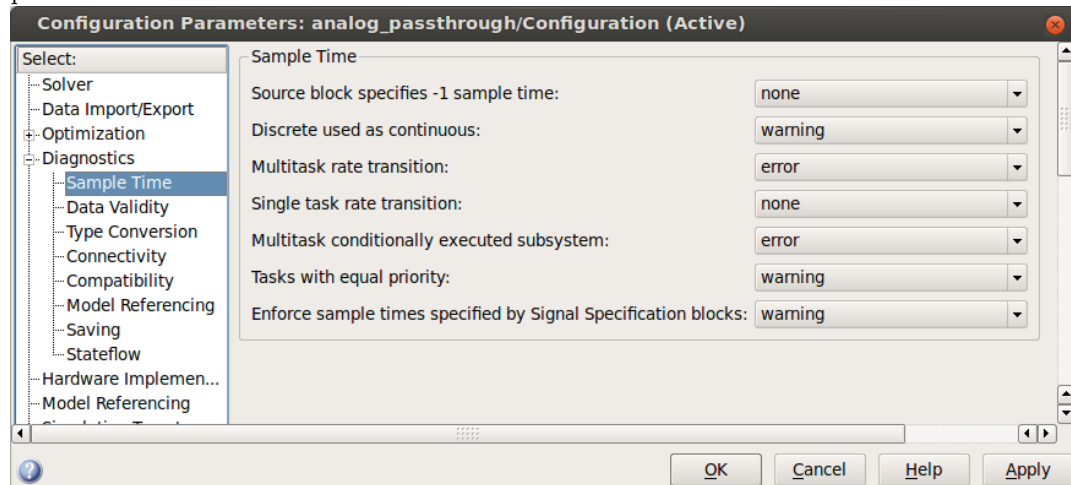 Configuration Parameters: analog_passthrough/Configuration (Active)
Select:
Solver
Data Import/Export
Optimization
Diagnostics
Sample Time
Data Validity
Type Conversion
Connectivity
Compatibility
Model Referencing
Saving
Stateflow
Hardware Implemen...
Model Referencing
Sample Time
Source block specifies -1 sample time: none
Discrete used as continuous: warning
Multitask rate transition: error
Single task rate transition: none
Multitask conditionally executed subsystem: error
Tasks with equal priority: warning
Enforce sample times specified by Signal Specification blocks: warning
OK Cancel Help Apply